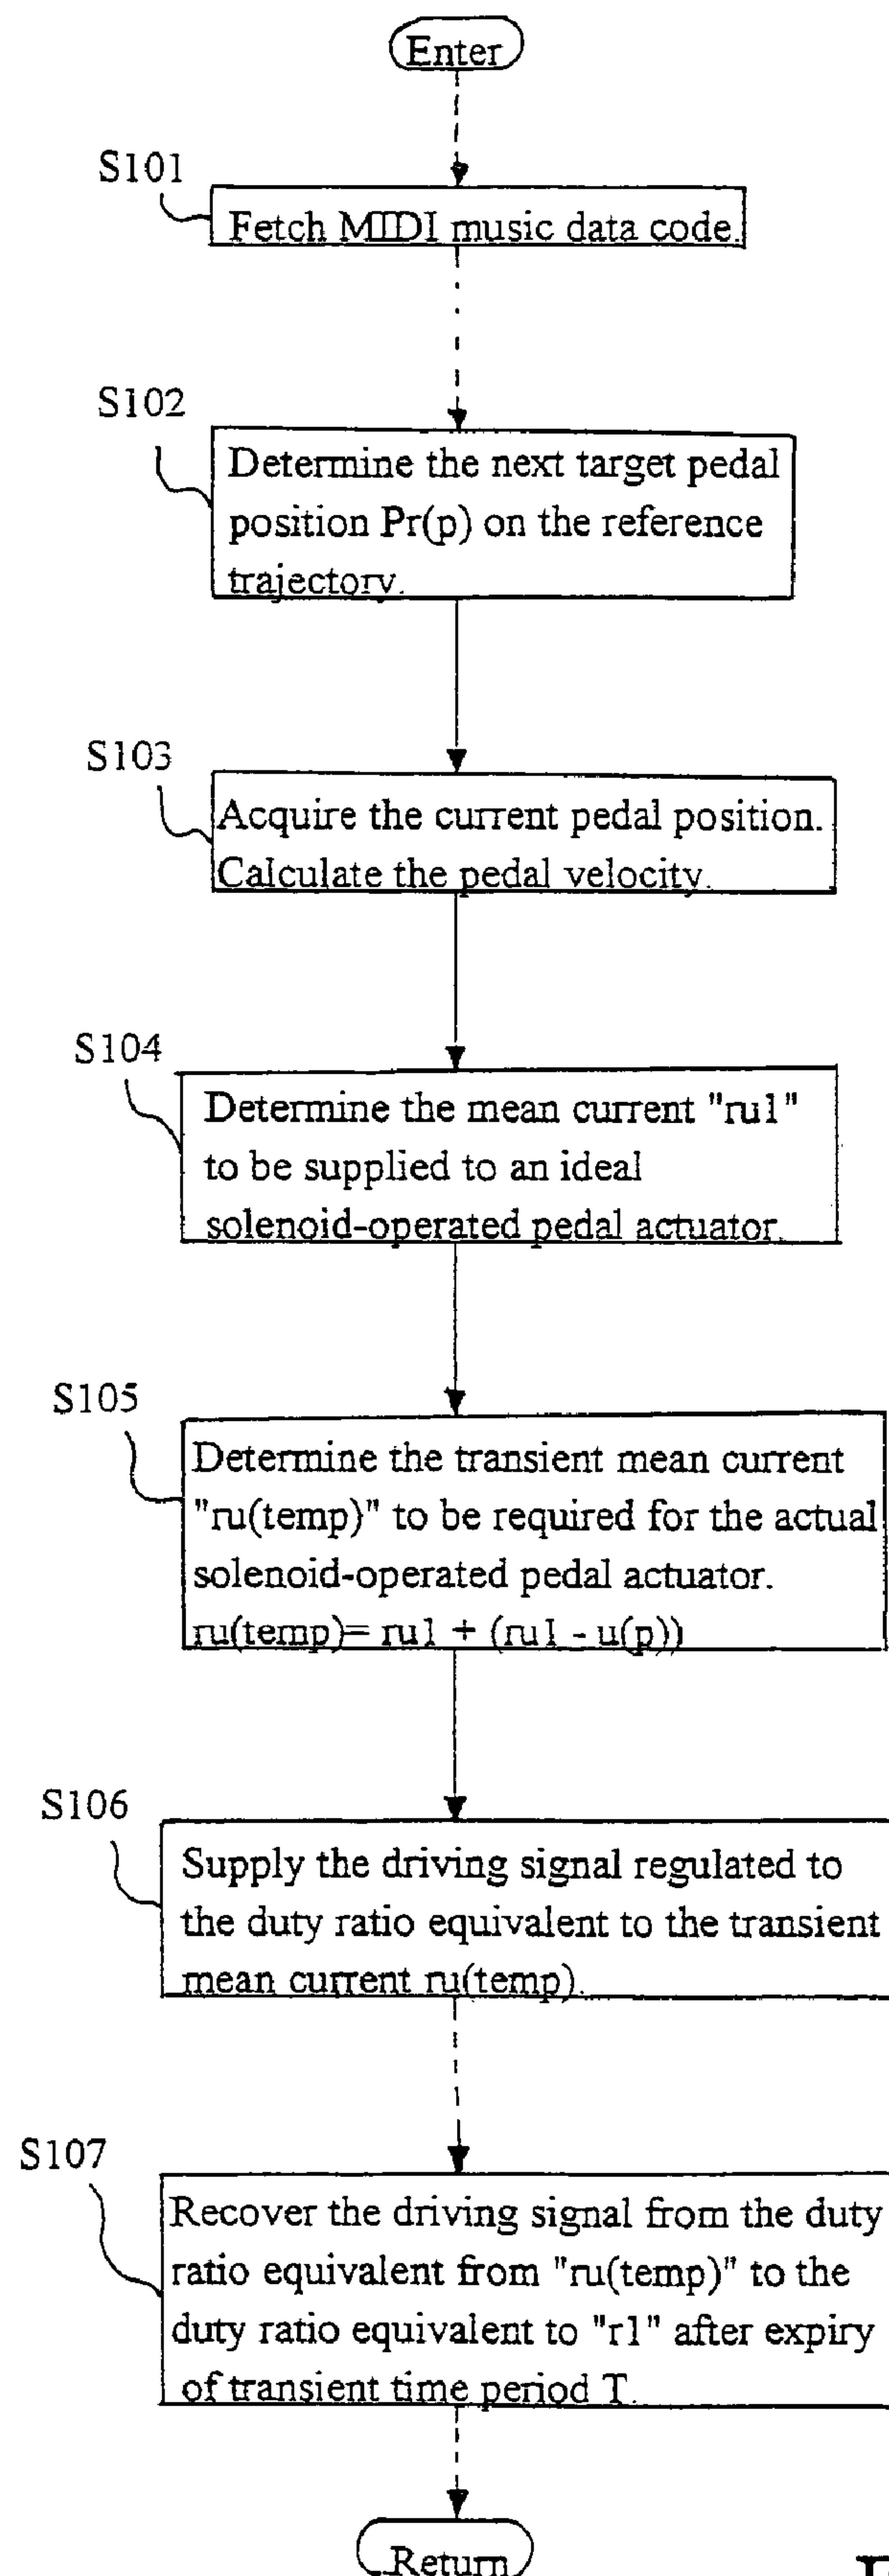 Enter
S101
Fetch MIDI music data code.
S102
Determine the next target pedal
position Pr(p) on the reference
trajectory.
S103
Acquire the current pedal position.
Calculate the pedal velocity.
S104
Determine the mean current "ru1"
to be supplied to an ideal
solenoid-operated pedal actuator.
S105
Determine the transient mean current
"ru(temp)" to be required for the actual
solenoid-operated pedal actuator.
ru(temp)= ru1 + (ru1 - u(p))
S106
Supply the driving signal regulated to
the duty ratio equivalent to the transient
mean current ru(temp).
S107
Recover the driving signal from the duty
ratio equivalent from "ru(temp)" to the
duty ratio equivalent to "r1" after expiry
of transient time period T.
Return